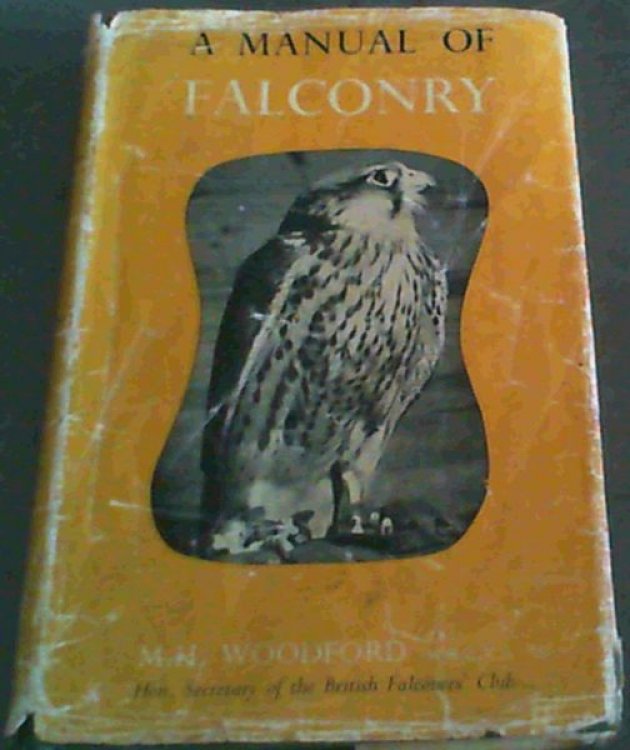 A MANUAL OF
FALCONRY
M.H. WOODFORD
Hon. Secretary of the British Falconers' Club